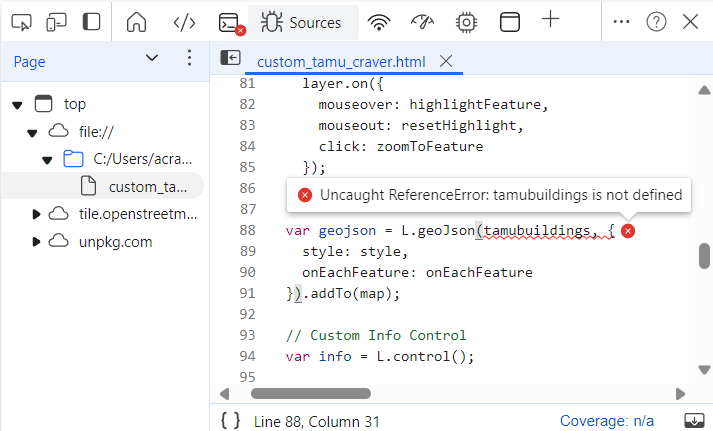 Sources
Page
custom_tamu_craver.html
top
file://
C:/Users/acra...
custom_ta...
tile.openstreetm...
unpkg.com
81 layer.on({
82 mouseover: highlightFeature,
83 mouseout: resetHighlight,
84 click: zoomToFeature
85 });
86
Uncaught ReferenceError: tamubuildings is not defined
88 var geojson = L.geoJson(tamubuildings, {
89 style: style,
90 onEachFeature: onEachFeature
91 }).addTo(map);
92
93 // Custom Info Control
94 var info = L.control();
95
{ } Line 88, Column 31 Coverage: n/a